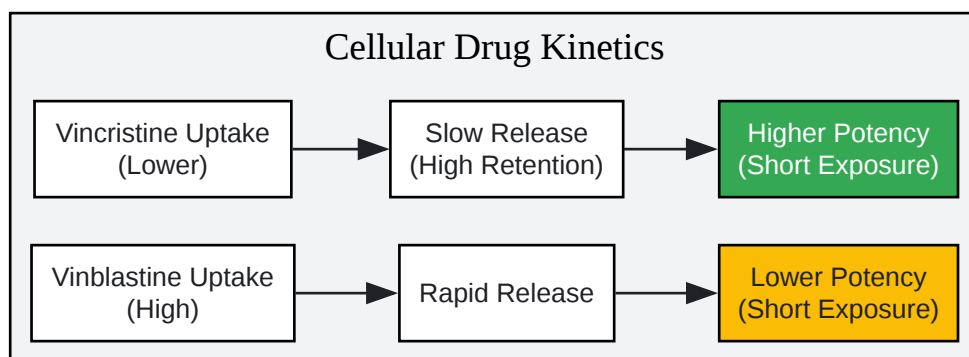 Cellular Drug Kinetics
Vincristine Uptake
(Lower)
Slow Release
(High Retention)
Higher Potency
(Short Exposure)
Vinblastine Uptake
(High)
Rapid Release
Lower Potency
(Short Exposure)